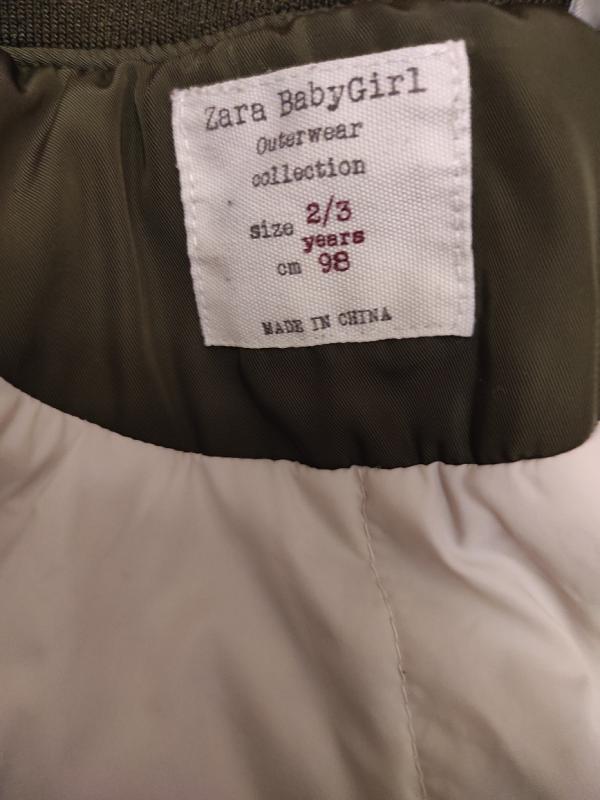 Zara BabyGirl
Outerwear
collection
size 2/3
years
cm 98
MADE IN CHINA